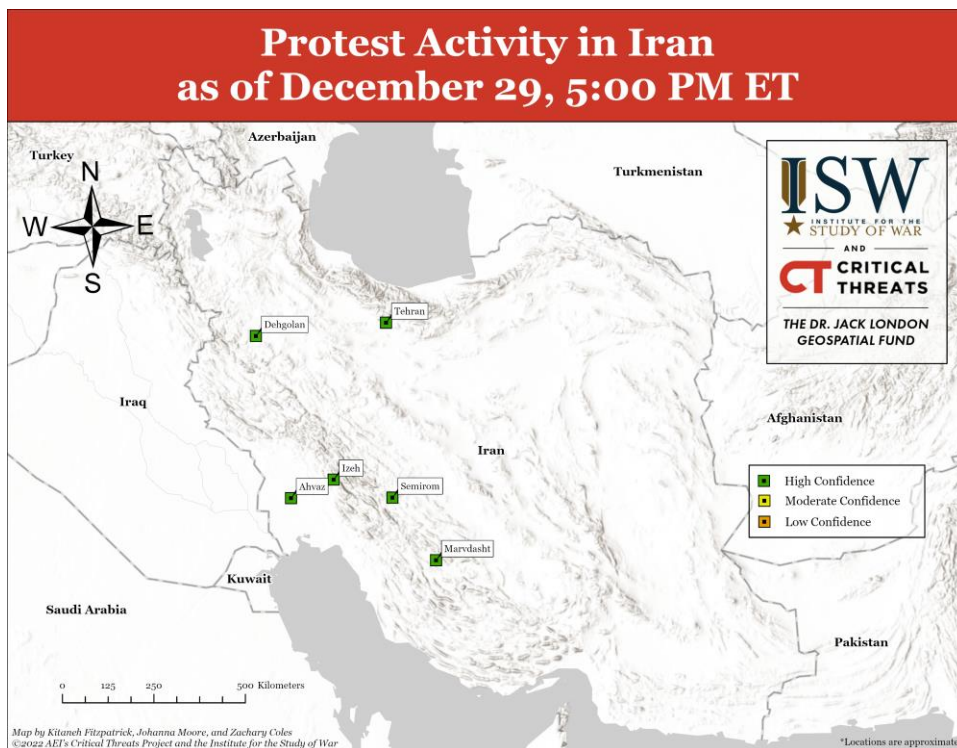 Protest Activity in Iran
as of December 29, 5:00 PM ET
Azerbaijan
Turkey
Turkmenistan
N
W
E
S
ISW
INSTITUTE FOR THE
STUDY OF WAR
AND
CT CRITICAL
THREATS
THE DR. JACK LONDON
GEOSPATIAL FUND
Tehran
Dehgolan
Iraq
Afghanistan
Iran
Izeh
Ahvaz
Semirom
High Confidence
Moderate Confidence
Low Confidence
Marvdasht
Kuwait
Saudi Arabia
Pakistan
0 125 250 500 Kilometers
Map by Kitaneh Fitzpatrick, Johanna Moore, and Zachary Coles
©2022 AEI's Critical Threats Project and the Institute for the Study of War
*Locations are approximate